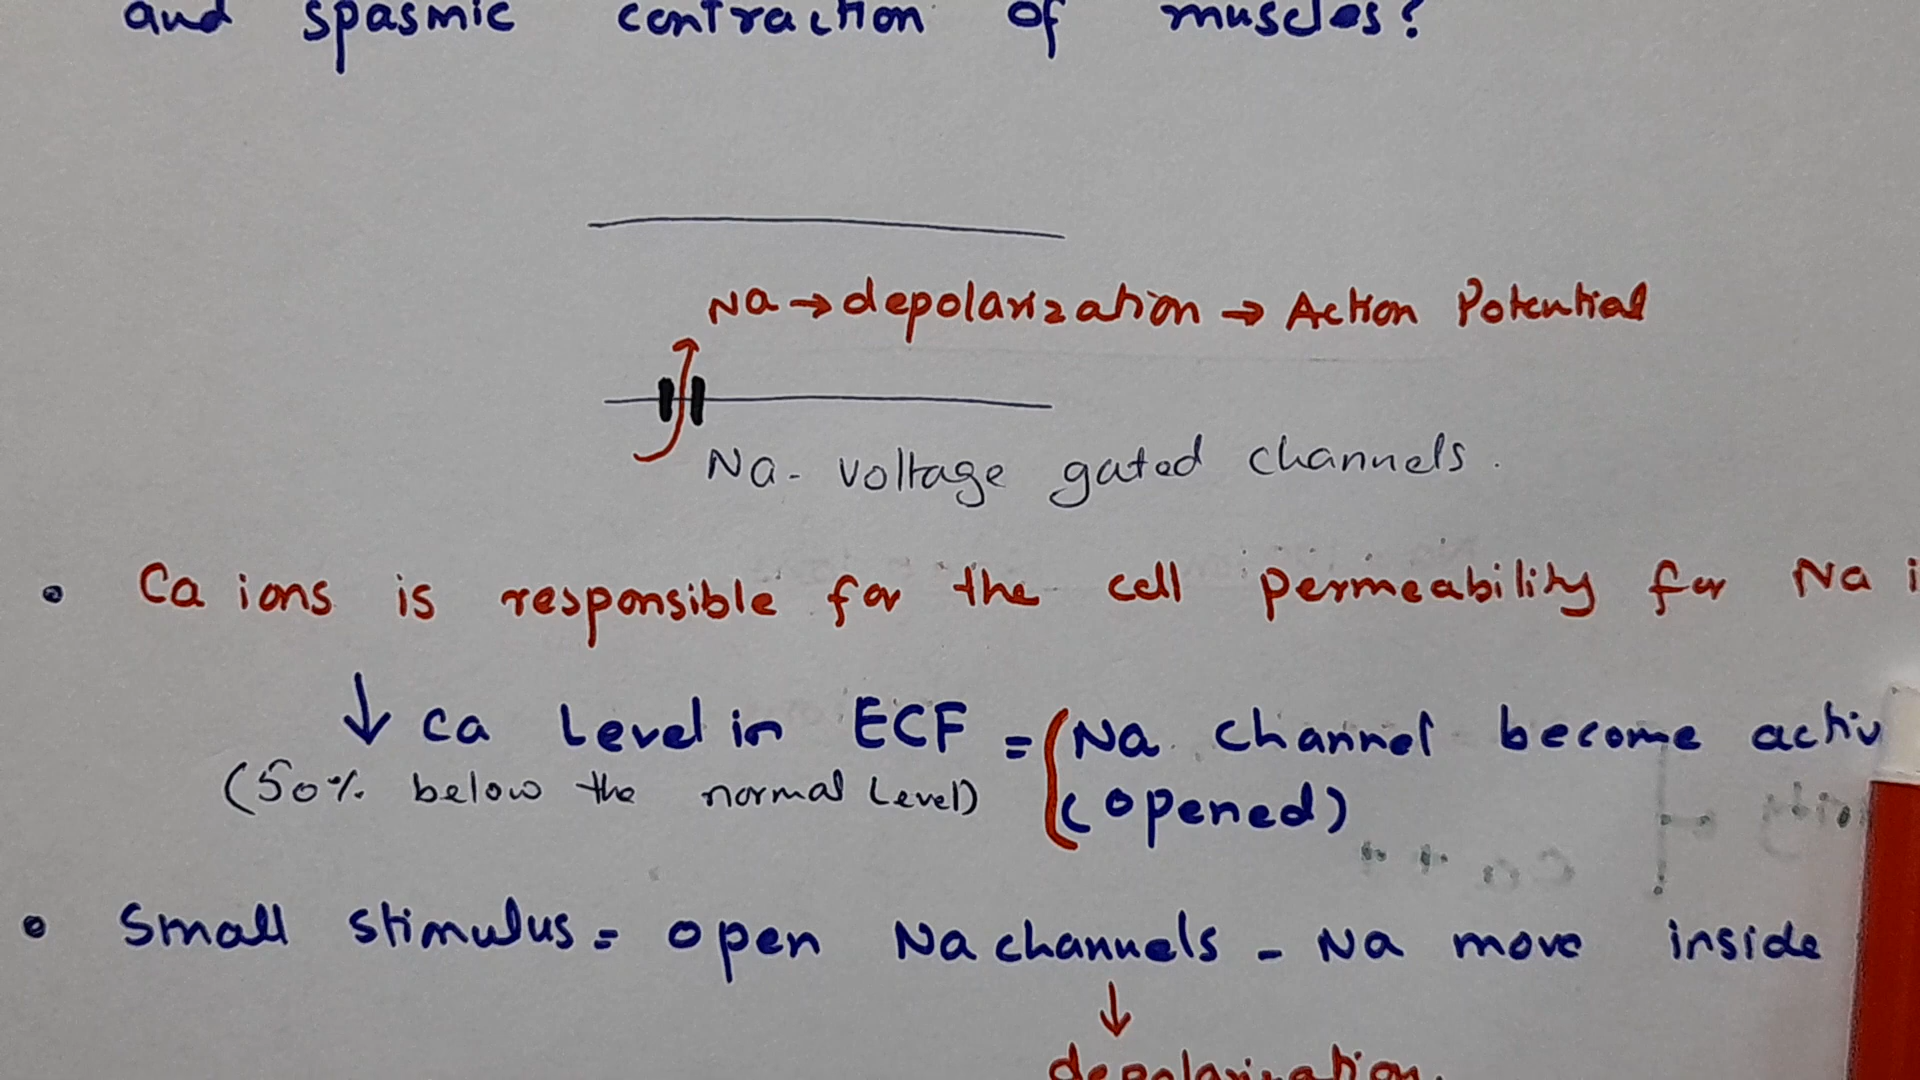 and spasmic contraction of muscles?
Na → depolarization → Action Potential
Na - voltage gated channels.
• Ca ions is responsible for the cell permeability for Na i
↓ Ca Level in ECF = (Na channel become activ
(50% below the normal Level) (opened)
• Small stimulus = open Na channels - Na move inside
↓
depolarization.